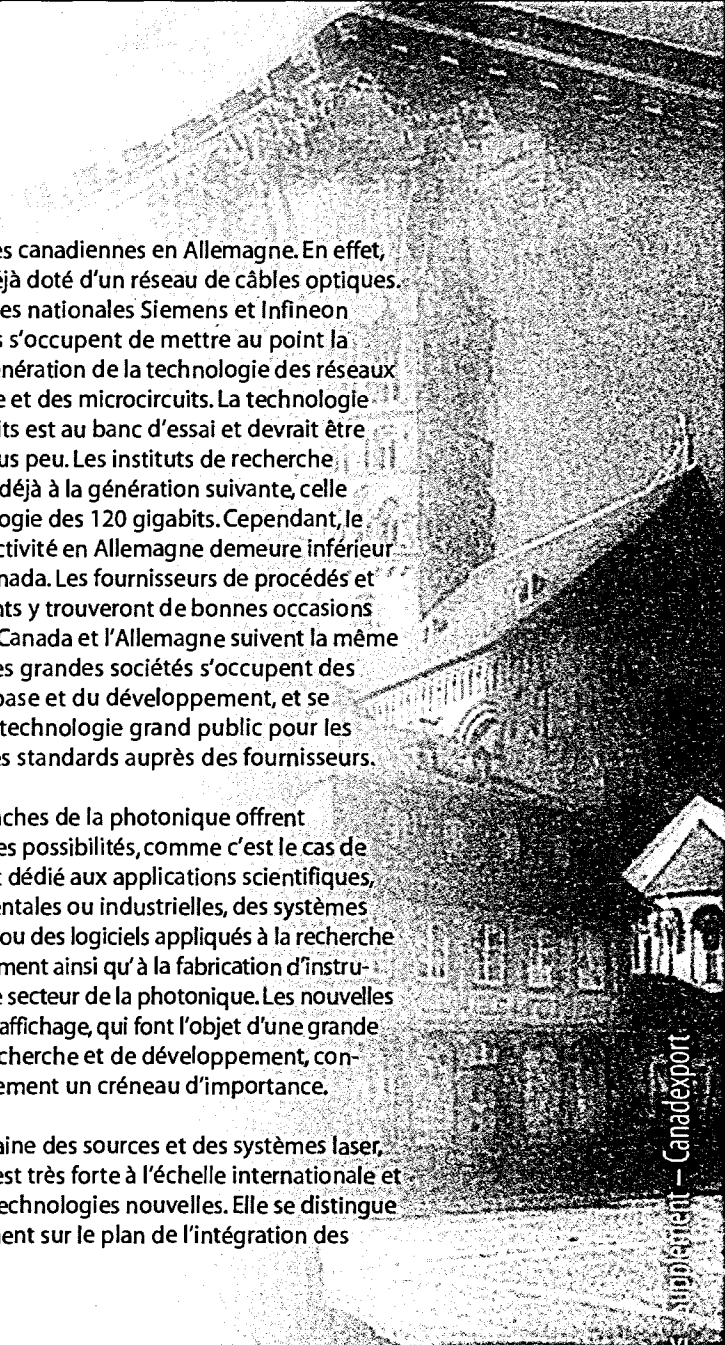 es canadiennes en Allemagne. En effet,
éjà doté d'un réseau de câbles optiques.
es nationales Siemens et Infineon
s s'occupent de mettre au point la
énération de la technologie des réseaux
e et des microcircuits. La technologie
its est au banc d'essai et devrait être
us peu. Les instituts de recherche
déjà à la génération suivante, celle
ogie des 120 gigabits. Cependant, le
ctivité en Allemagne demeure inférieur
nada. Les fournisseurs de procédés et
nts y trouveront de bonnes occasions
Canada et l'Allemagne suivent la même
es grandes sociétés s'occupent des
base et du développement, et se
technologie grand public pour les
es standards auprès des fournisseurs.
nches de la photonique offrent
es possibilités, comme c'est le cas de
t dédié aux applications scientifiques,
entales ou industrielles, des systèmes
ou des logiciels appliqués à la recherche
ment ainsi qu'à la fabrication d'instru-
e secteur de la photonique. Les nouvelles
affichage, qui font l'objet d'une grande
cherche et de développement, con-
ement un créneau d'importance.
aine des sources et des systèmes laser,
est très forte à l'échelle internationale et
echnologies nouvelles. Elle se distingue
ent sur le plan de l'intégration des
supplément – Canadexport